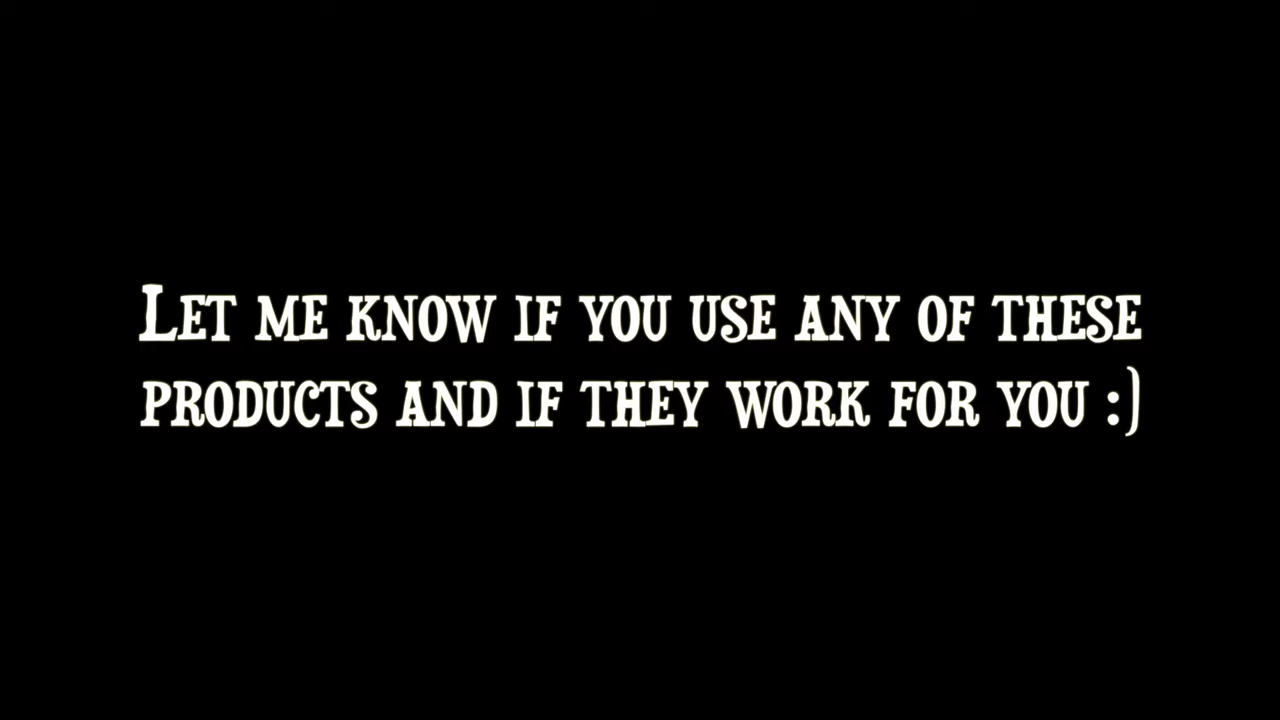 Let me know if you use any of these
products and if they work for you :)